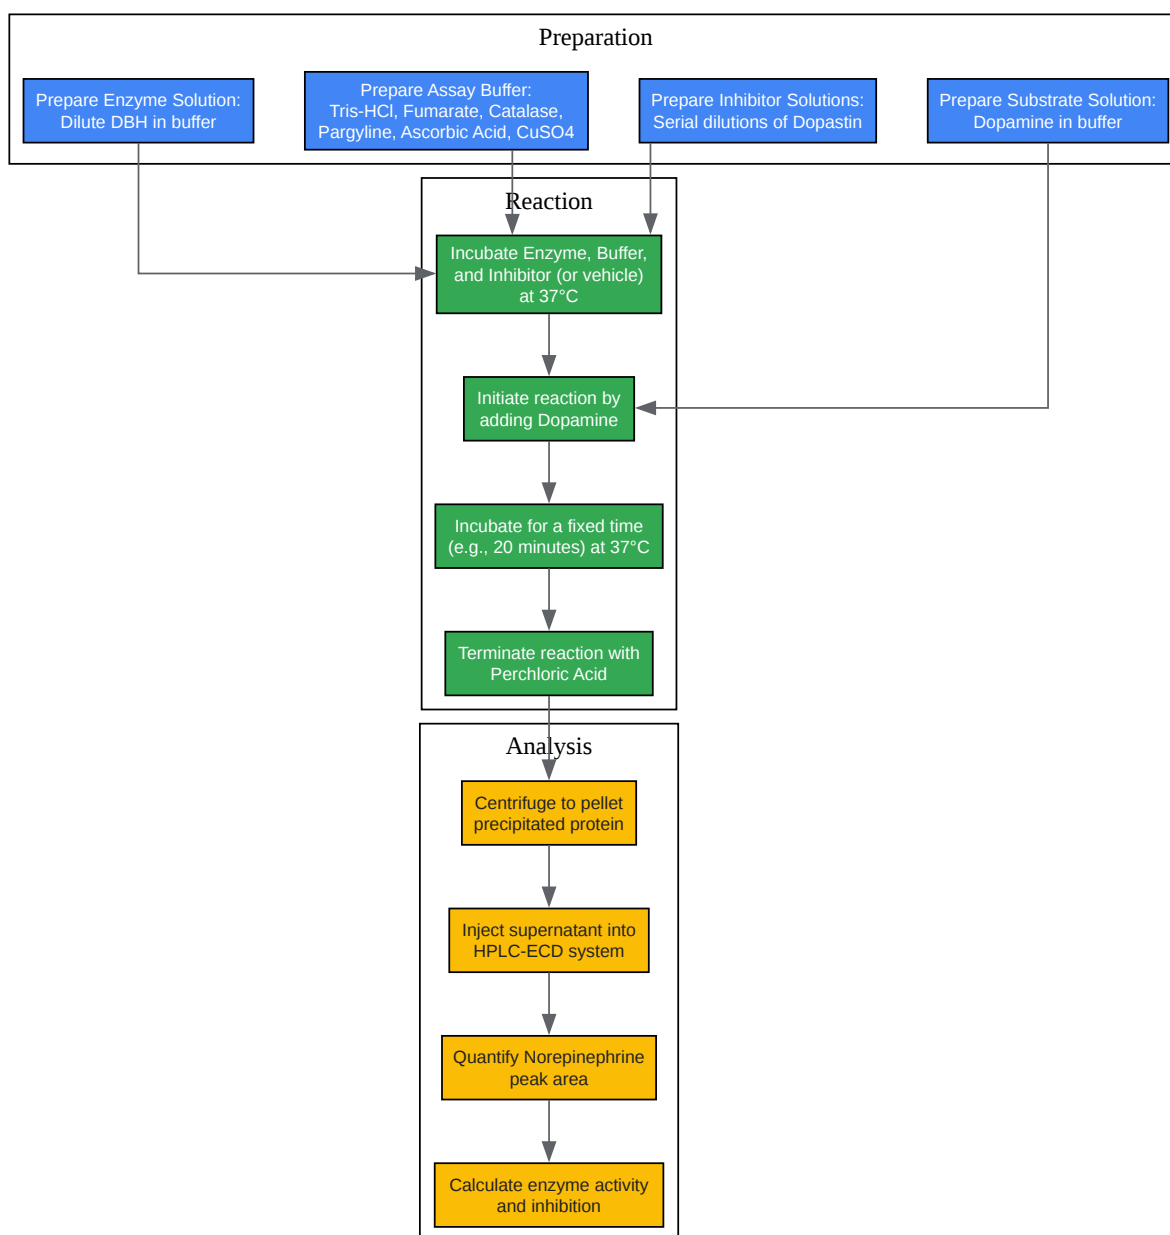 Preparation
Prepare Enzyme Solution:
Dilute DBH in buffer
Prepare Assay Buffer:
Tris-HCl, Fumarate, Catalase,
Pargyline, Ascorbic Acid, CuSO4
Prepare Inhibitor Solutions:
Serial dilutions of Dopastin
Prepare Substrate Solution:
Dopamine in buffer
Reaction
Incubate Enzyme, Buffer,
and Inhibitor (or vehicle)
at 37°C
Initiate reaction by
adding Dopamine
Incubate for a fixed time
(e.g., 20 minutes) at 37°C
Terminate reaction with
Perchloric Acid
Analysis
Centrifuge to pellet
precipitated protein
Inject supernatant into
HPLC-ECD system
Quantify Norepinephrine
peak area
Calculate enzyme activity
and inhibition